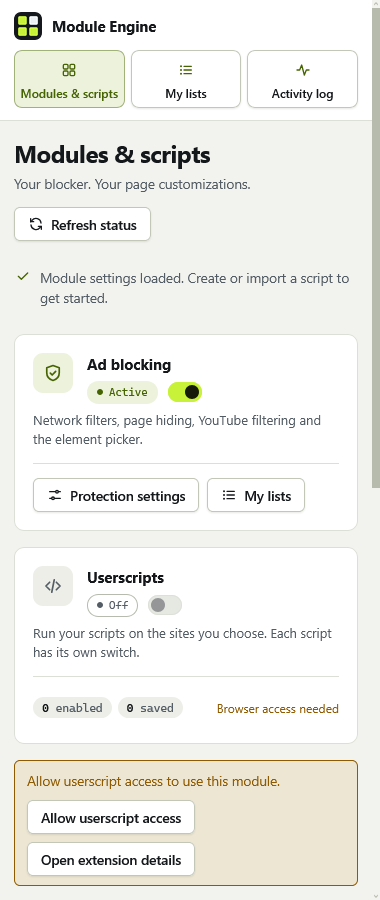 Module Engine
Modules & scripts
My lists
Activity log
Modules & scripts
Your blocker. Your page customizations.
Refresh status
Module settings loaded. Create or import a script to
get started.
Ad blocking
Active
Network filters, page hiding, YouTube filtering and
the element picker.
Protection settings
My lists
Userscripts
Off
Run your scripts on the sites you choose. Each script
has its own switch.
0 enabled
0 saved
Browser access needed
Allow userscript access to use this module.
Allow userscript access
Open extension details